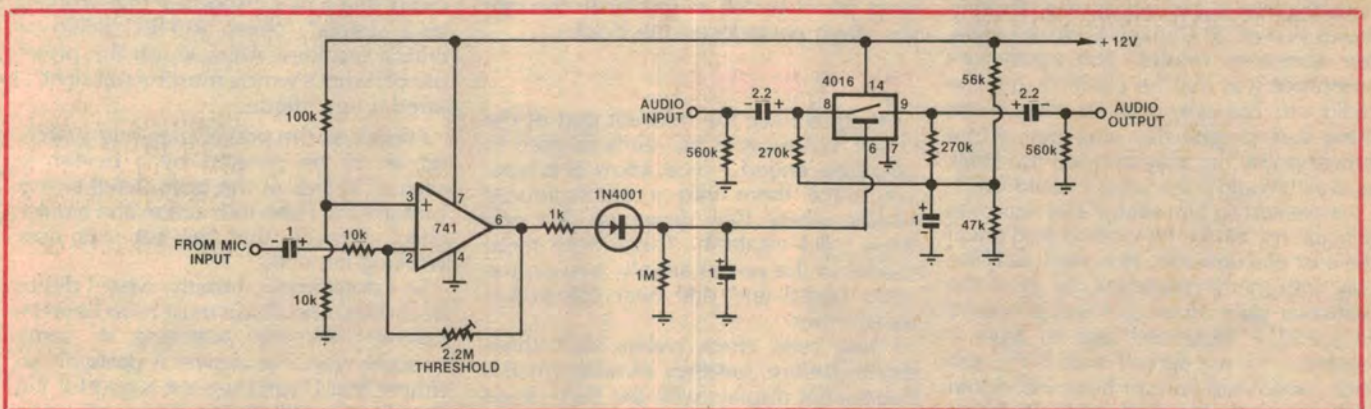 + 12V
56k
4016
14
2.2
8
9
2.2
AUDIO
INPUT
AUDIO
OUTPUT
100k
6
7
560k
270k
270k
560k
1N4001
3
7
741
6
1k
1
47k
FROM MIC
INPUT
1
10k
2
4
1M
10k
2.2M
THRESHOLD